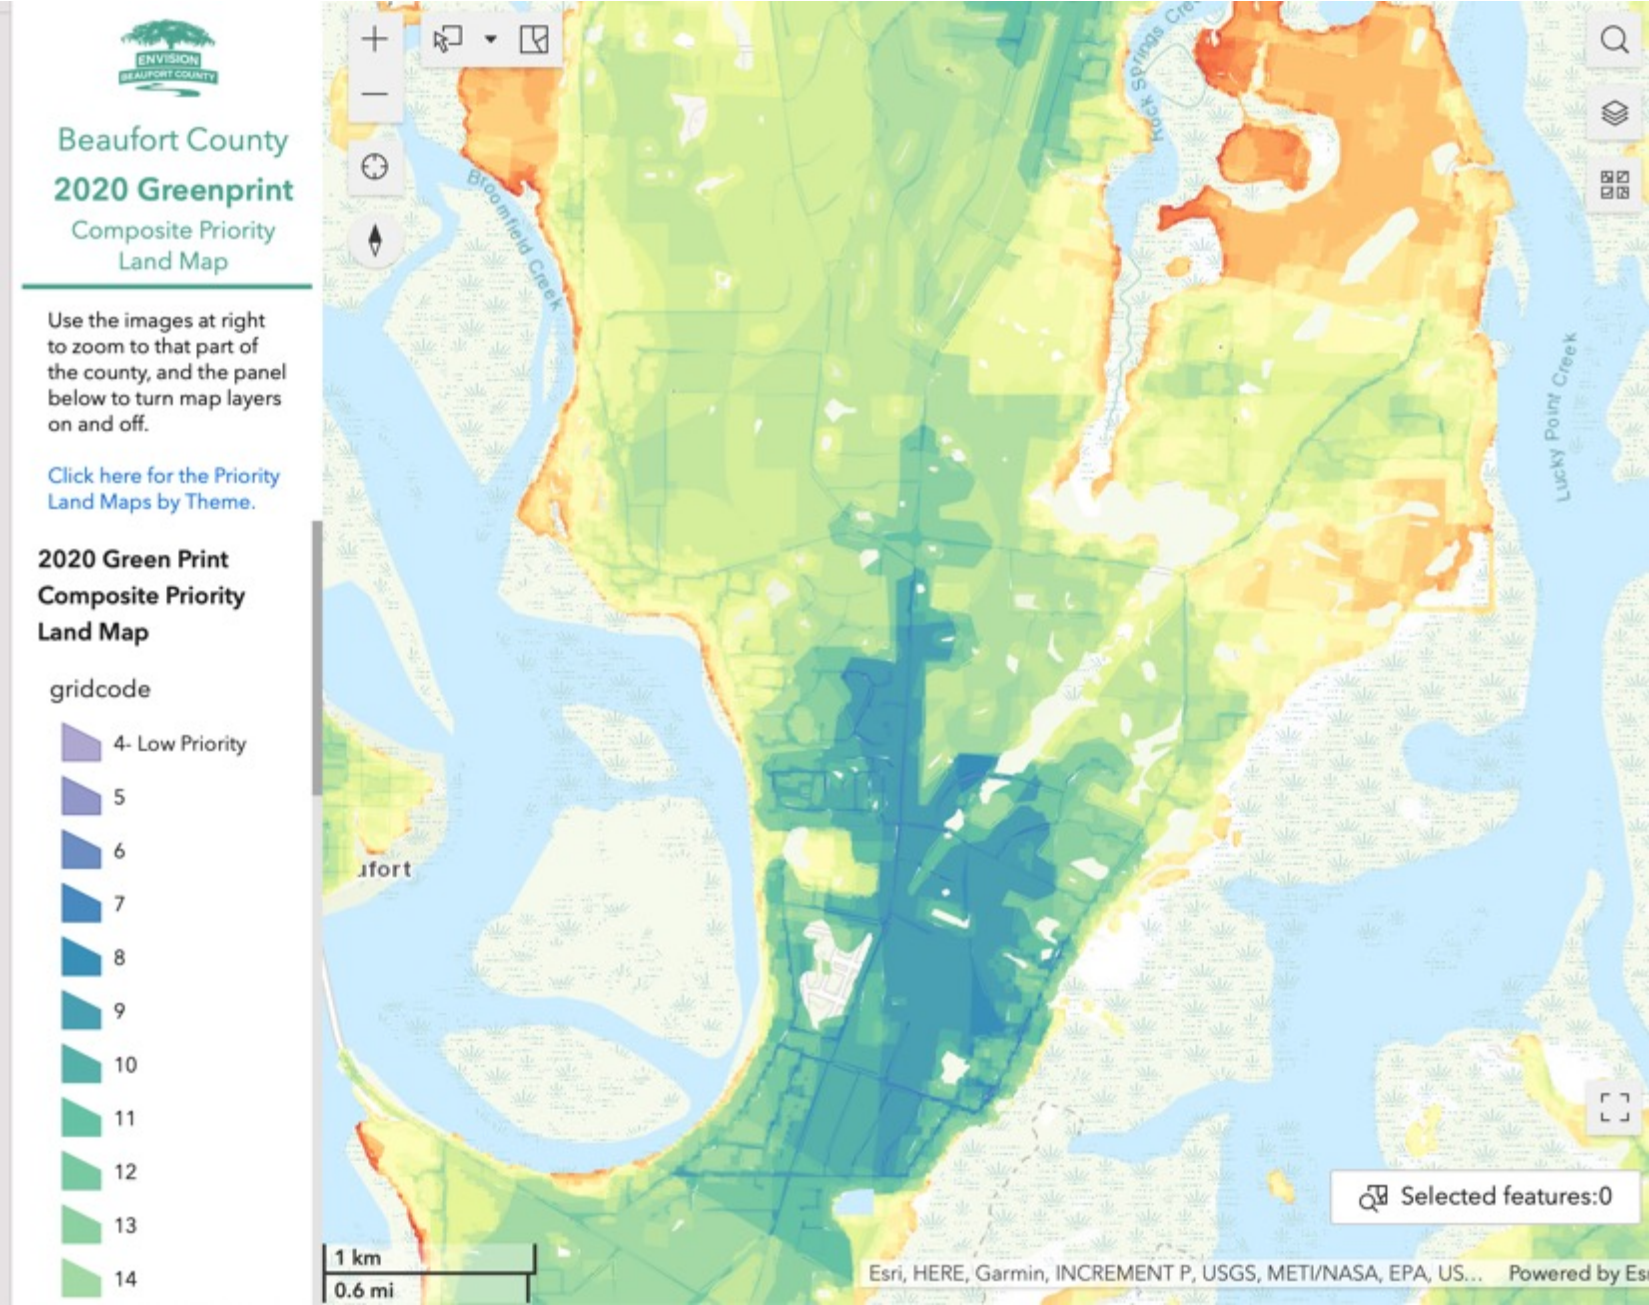 ENVISION
BEAUFORT COUNTY
Beaufort County
2020 Greenprint
Composite Priority
Land Map
Use the images at right
to zoom to that part of
the county, and the panel
below to turn map layers
on and off.
Click here for the Priority
Land Maps by Theme.
2020 Green Print
Composite Priority
Land Map
gridcode
4- Low Priority
5
6
7
8
9
10
11
12
13
14
Broomfield Creek
Rock Springs Cree
Lucky Point Creek
ufort
Selected features:0
1 km
0.6 mi
Esri, HERE, Garmin, INCREMENT P, USGS, METI/NASA, EPA, US... Powered by Esr